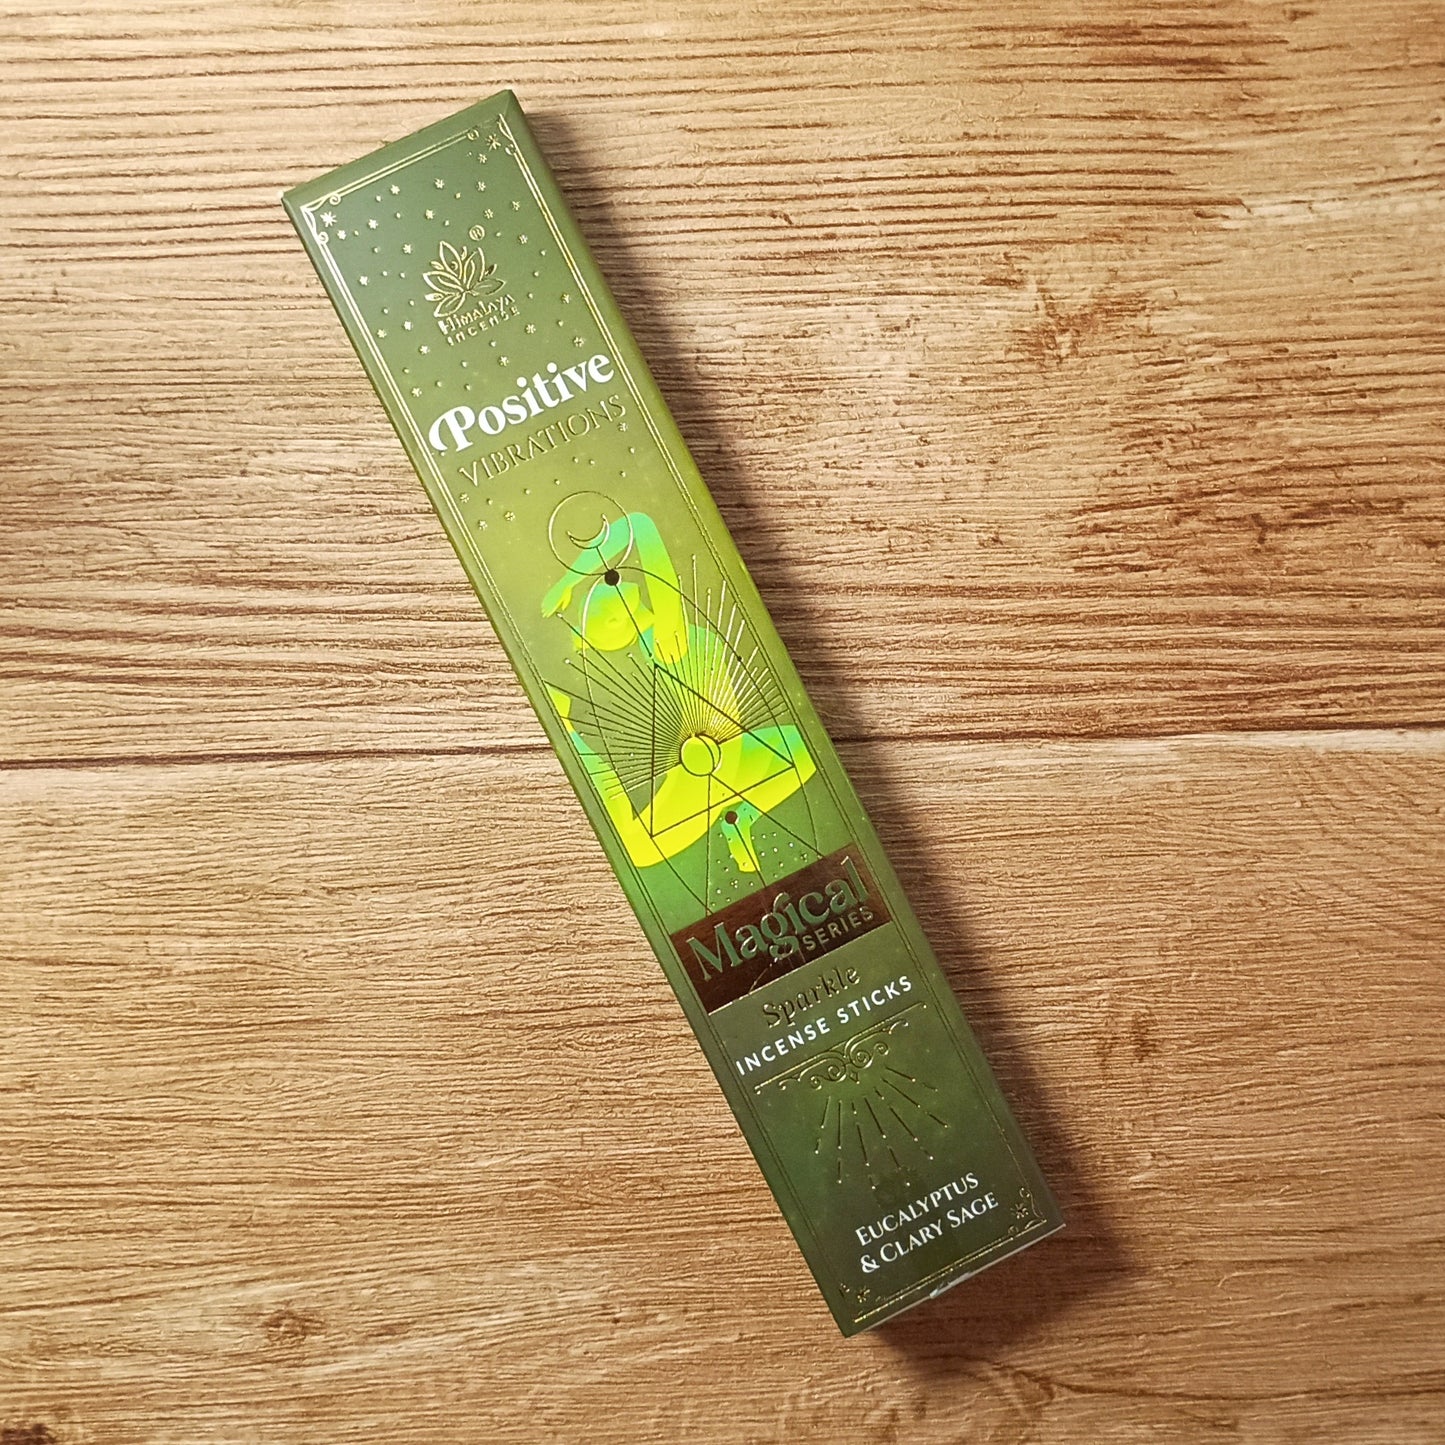 ®
Himalaya
INCENSE
Positive
VIBRATIONS
Magical
SERIES
Sparkle
INCENSE STICKS
EUCALYPTUS
& CLARY SAGE